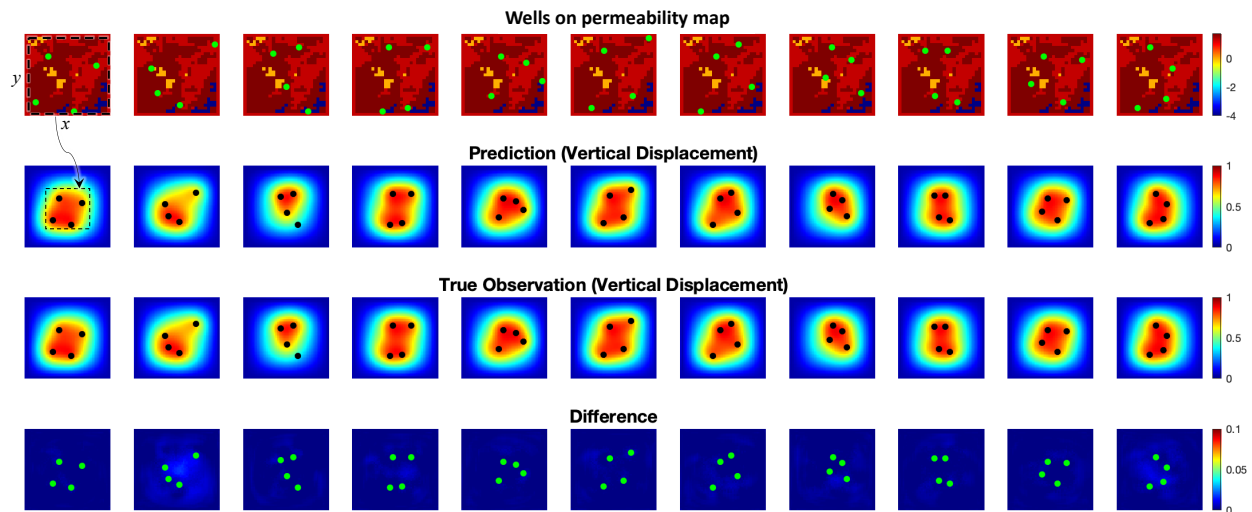 Wells on permeability map
y
x
0
-2
-4
Prediction (Vertical Displacement)
1
0.5
0
True Observation (Vertical Displacement)
1
0.5
0
Difference
0.1
0.05
0